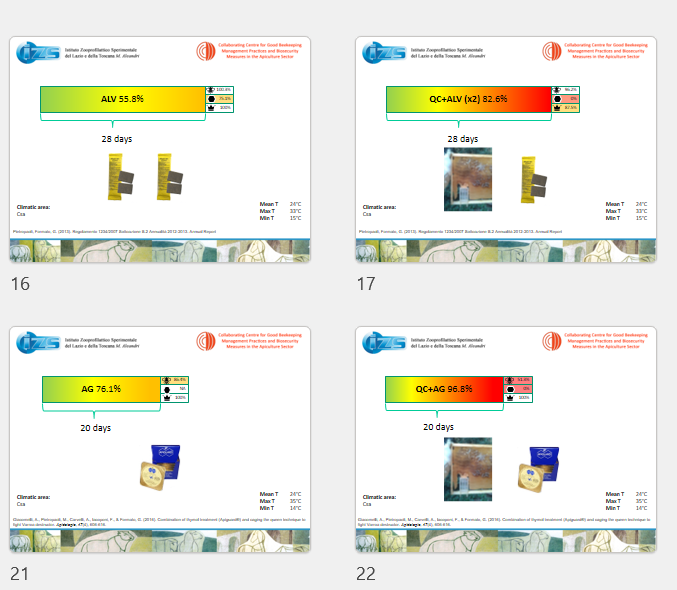 IZS
Istituto Zooprofilattico Sperimentale
del Lazio e della Toscana M. Aleandri
Collaborating Centre for Good Beekeeping
Management Practices and Biosecurity
Measures in the Apiculture Sector
ALV 55.8%
100%
28 days
Climatic area:
Csa
Mean T 24°C
Max T 33°C
Min T 15°C
Pietropaoli, Formato, G. (2013). Regolamento 1234/2007 Sottoazione B.2 Annualità 2012-2013. Annual Report
16
IZS
Istituto Zooprofilattico Sperimentale
del Lazio e della Toscana M. Aleandri
Collaborating Centre for Good Beekeeping
Management Practices and Biosecurity
Measures in the Apiculture Sector
QC+ALV (x2) 82.6%
28 days
Climatic area:
Csa
Mean T 24°C
Max T 33°C
Min T 15°C
Pietropaoli, Formato, G. (2013). Regolamento 1234/2007 Sottoazione B.2 Annualità 2012-2013. Annual Report
17
IZS
Istituto Zooprofilattico Sperimentale
del Lazio e della Toscana M. Aleandri
Collaborating Centre for Good Beekeeping
Management Practices and Biosecurity
Measures in the Apiculture Sector
AG 76.1%
NA
100%
20 days
Climatic area:
Csa
Mean T 24°C
Max T 35°C
Min T 14°C
Giacomelli, A., Pietropaoli, M., Carvelli, A., Iacoponi, F., & Formato, G. (2016). Combination of thymol treatment (Apiguard®) and caging the queen technique to
fight Varroa destructor. Apidologie, 47(4), 606-616.
21
IZS
Istituto Zooprofilattico Sperimentale
del Lazio e della Toscana M. Aleandri
Collaborating Centre for Good Beekeeping
Management Practices and Biosecurity
Measures in the Apiculture Sector
QC+AG 96.8%
0%
100%
20 days
Climatic area:
Csa
Mean T 24°C
Max T 35°C
Min T 14°C
Giacomelli, A., Pietropaoli, M., Carvelli, A., Iacoponi, F., & Formato, G. (2016). Combination of thymol treatment (Apiguard®) and caging the queen technique to
fight Varroa destructor. Apidologie, 47(4), 606-616.
22